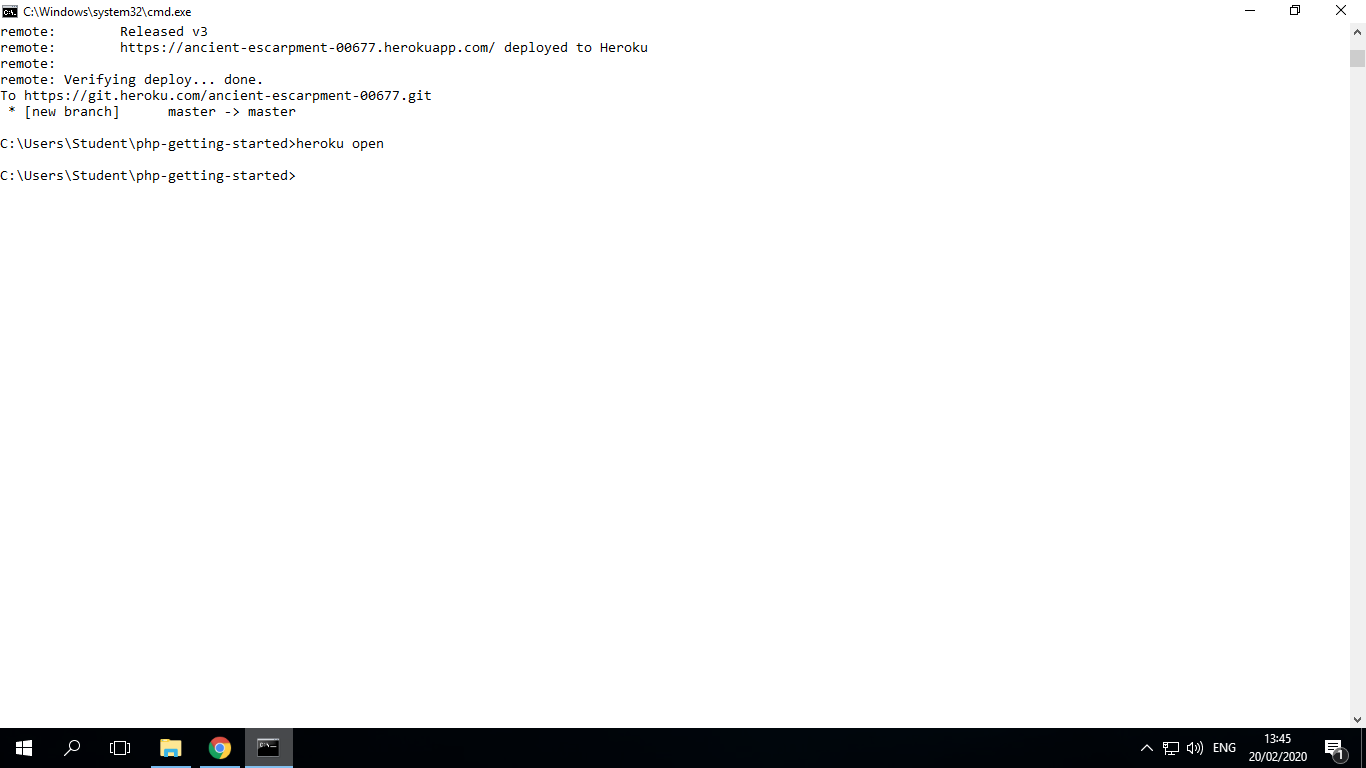 C:\Windows\system32\cmd.exe
remote: Released v3
remote: https://ancient-escarpment-00677.herokuapp.com/ deployed to Heroku
remote:
remote: Verifying deploy... done.
To https://git.heroku.com/ancient-escarpment-00677.git
* [new branch] master -> master
C:\Users\Student\php-getting-started>heroku open
C:\Users\Student\php-getting-started>
ENG
13:45
20/02/2020
1